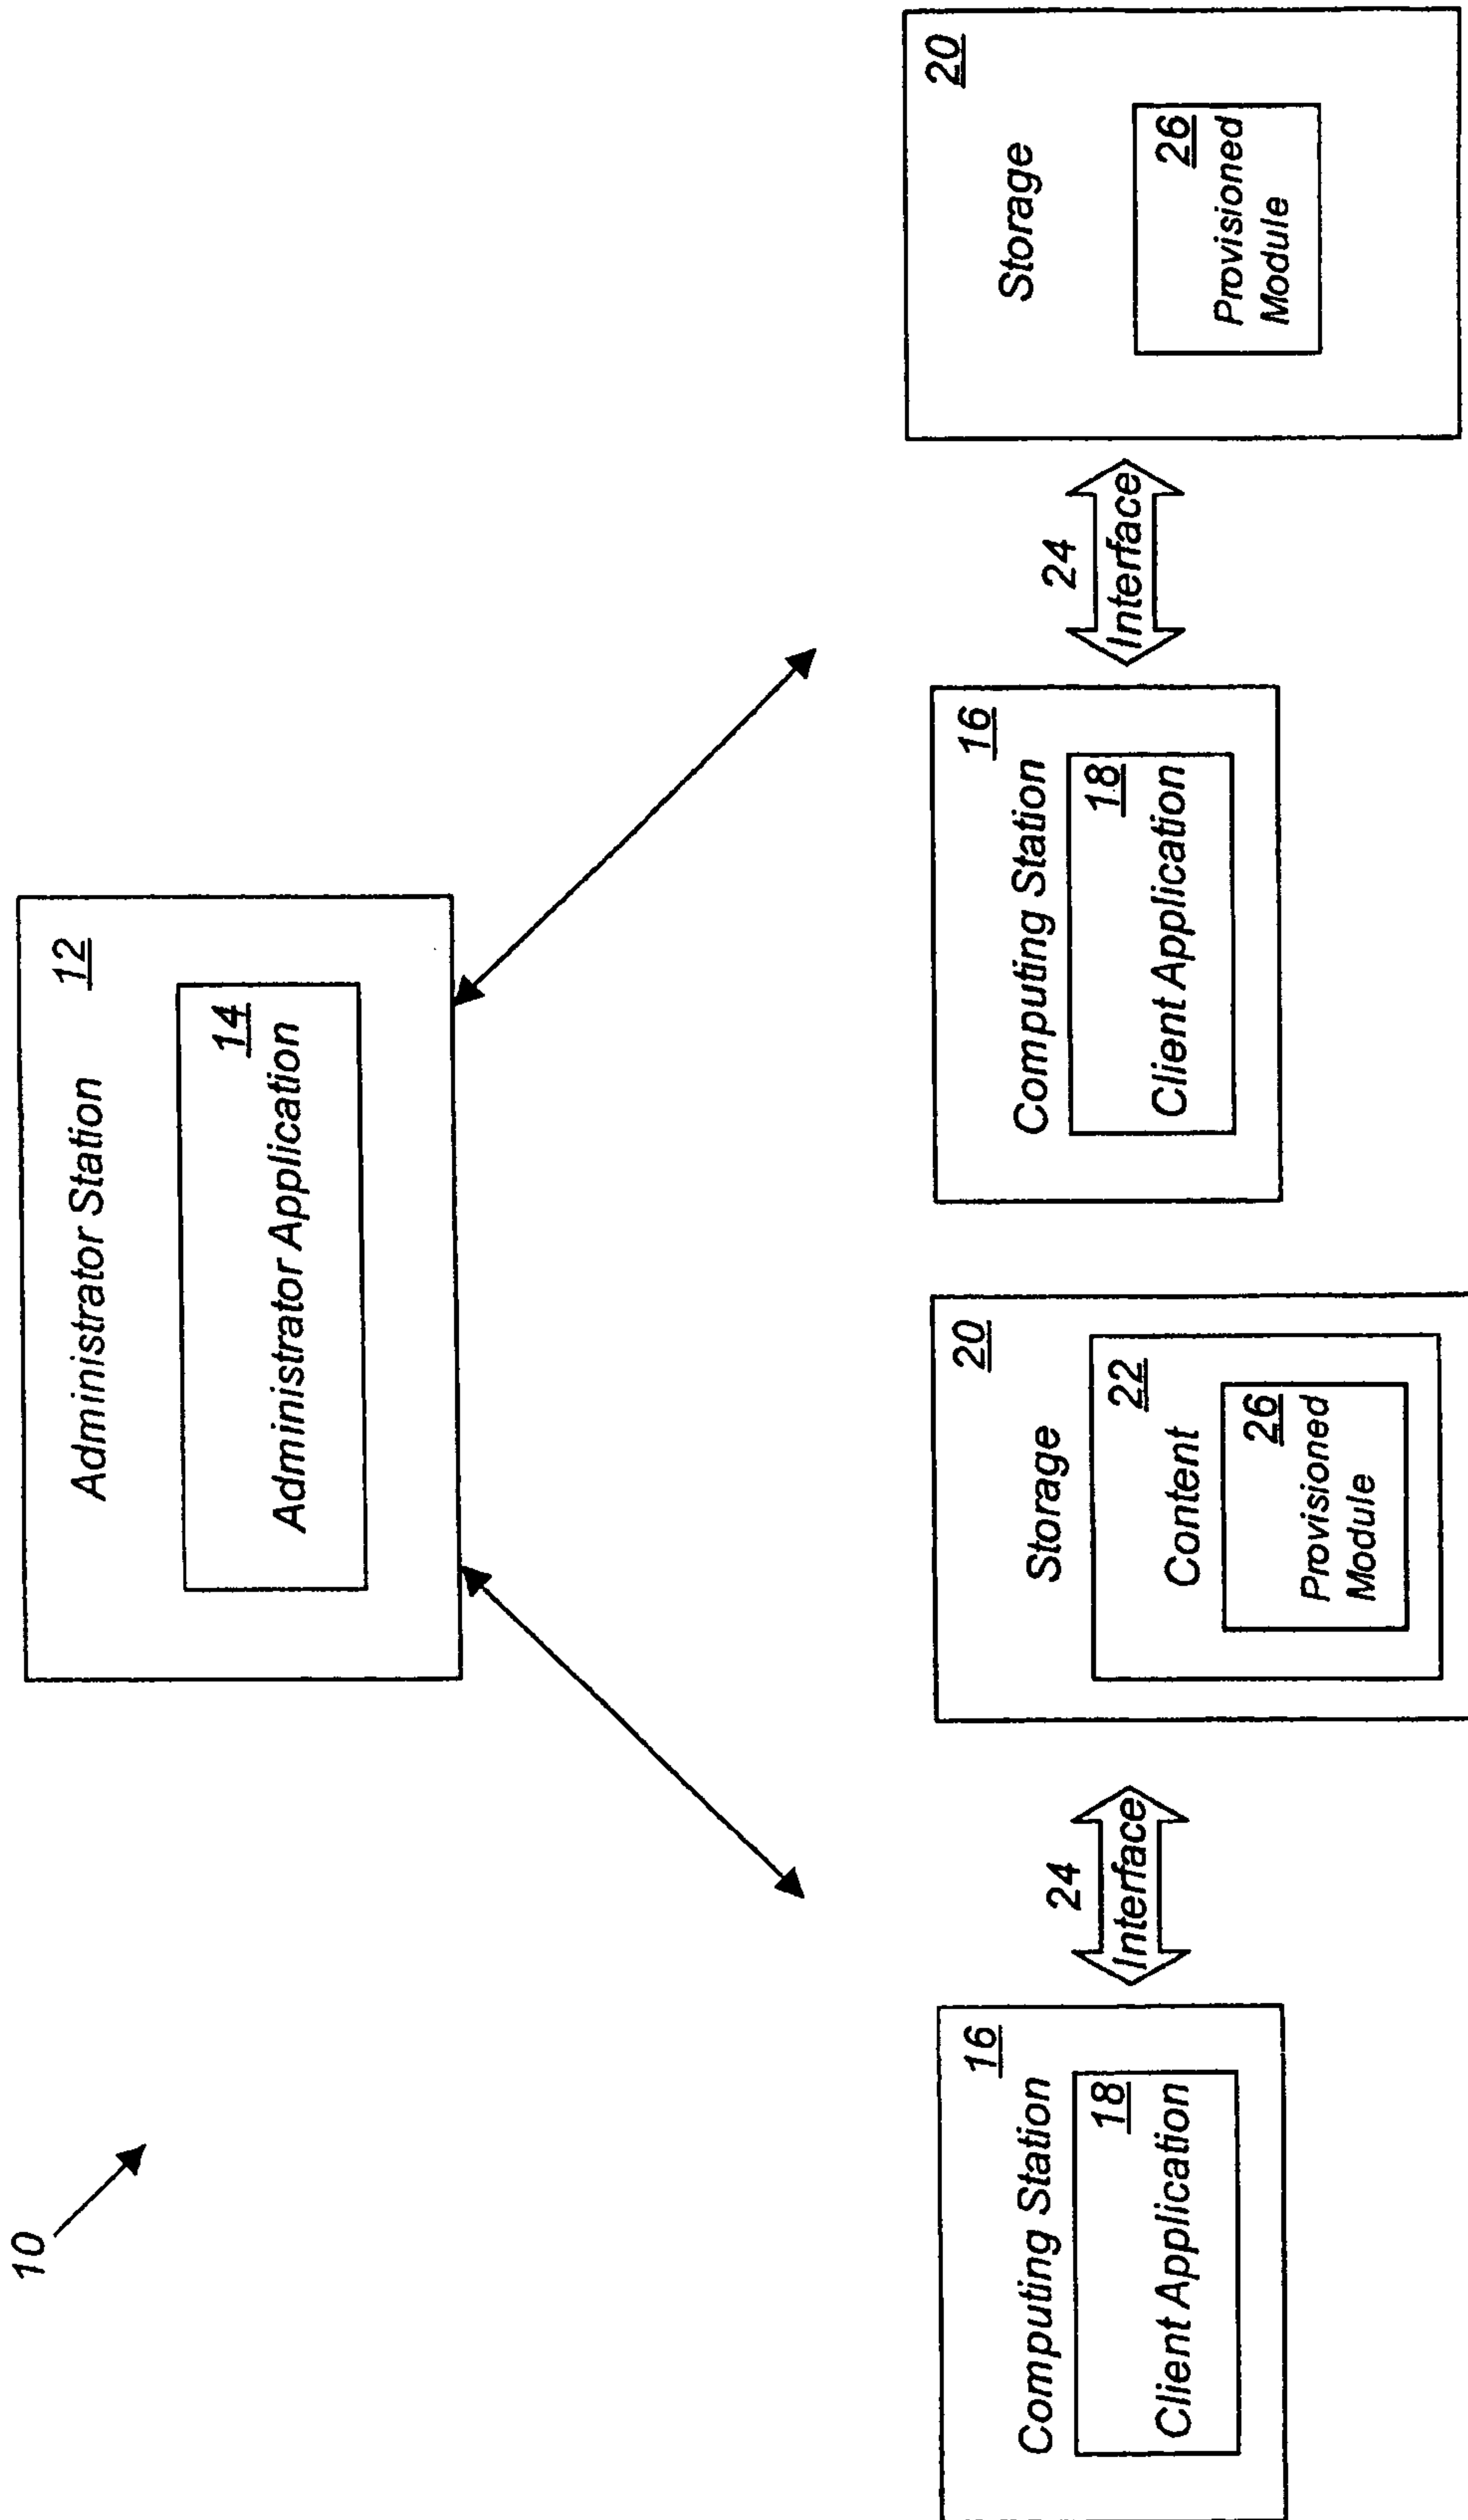 10
Administrator Station
12
14
Administrator Application
Computing Station
16
18
Client Application
24
Interface
Storage
20
Content
22
26
Provisioned
Module
Computing Station
16
18
Client Application
24
Interface
Storage
20
26
Provisioned
Module